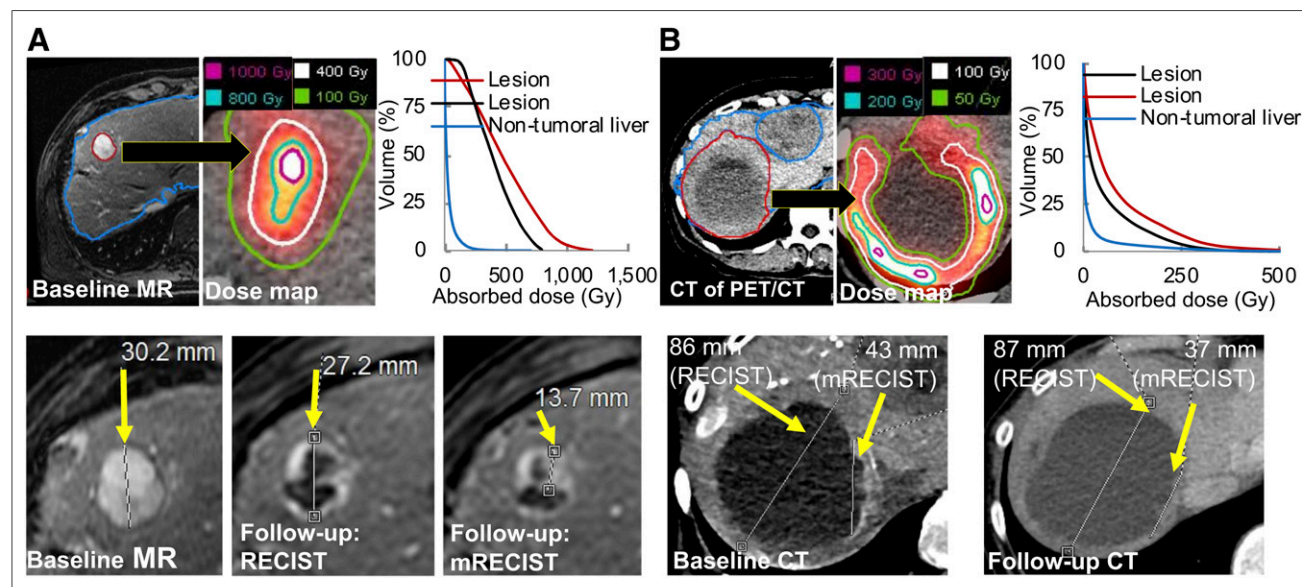 A
1000 Gy
400 Gy
800 Gy
100 Gy
Baseline MR
Dose map
Volume (%)
100
75
50
25
0
Lesion
Lesion
Non-tumoral liver
0
500
1,000
1,500
Absorbed dose (Gy)
B
300 Gy
100 Gy
200 Gy
50 Gy
CT of PET/CT
Dose map
Volume (%)
100
75
50
25
0
Lesion
Lesion
Non-tumoral liver
0
250
500
Absorbed dose (Gy)
30.2 mm
Baseline MR
27.2 mm
Follow-up:
RECIST
13.7 mm
Follow-up:
mRECIST
86 mm
(RECIST)
43 mm
(mRECIST)
Baseline CT
87 mm
(RECIST)
37 mm
(mRECIST)
Follow-up CT